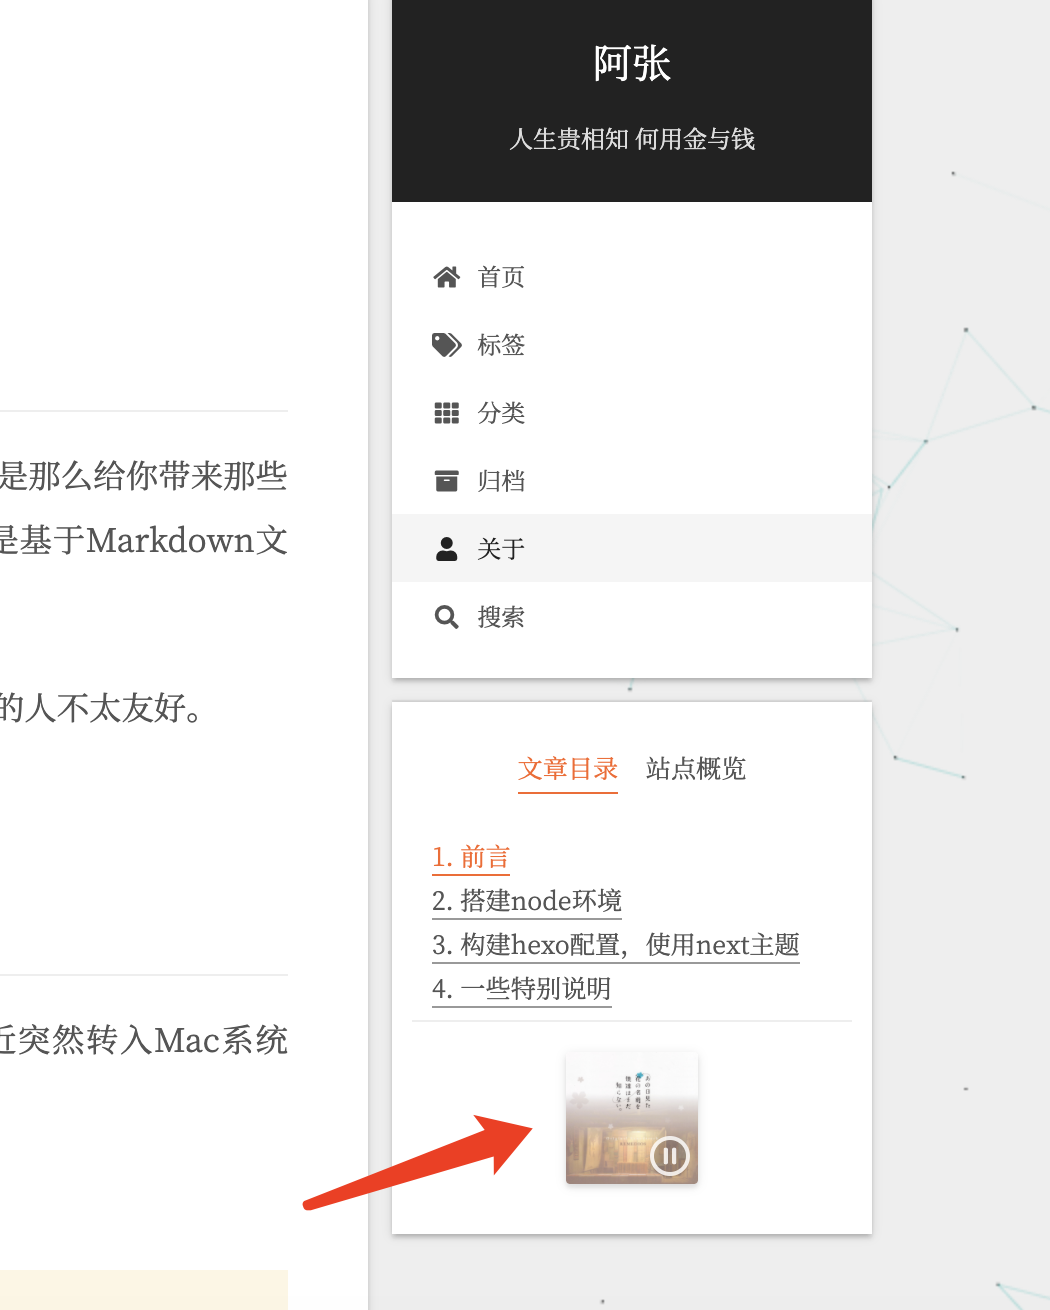 阿张
人生贵相知 何用金与钱
首页
标签
分类
归档
关于
搜索
是那么给你带来那些
是基于Markdown文
的人不太友好。
近突然转入Mac系统
文章目录 站点概览
1. 前言
2. 搭建node环境
3. 构建hexo配置，使用next主题
4. 一些特别说明